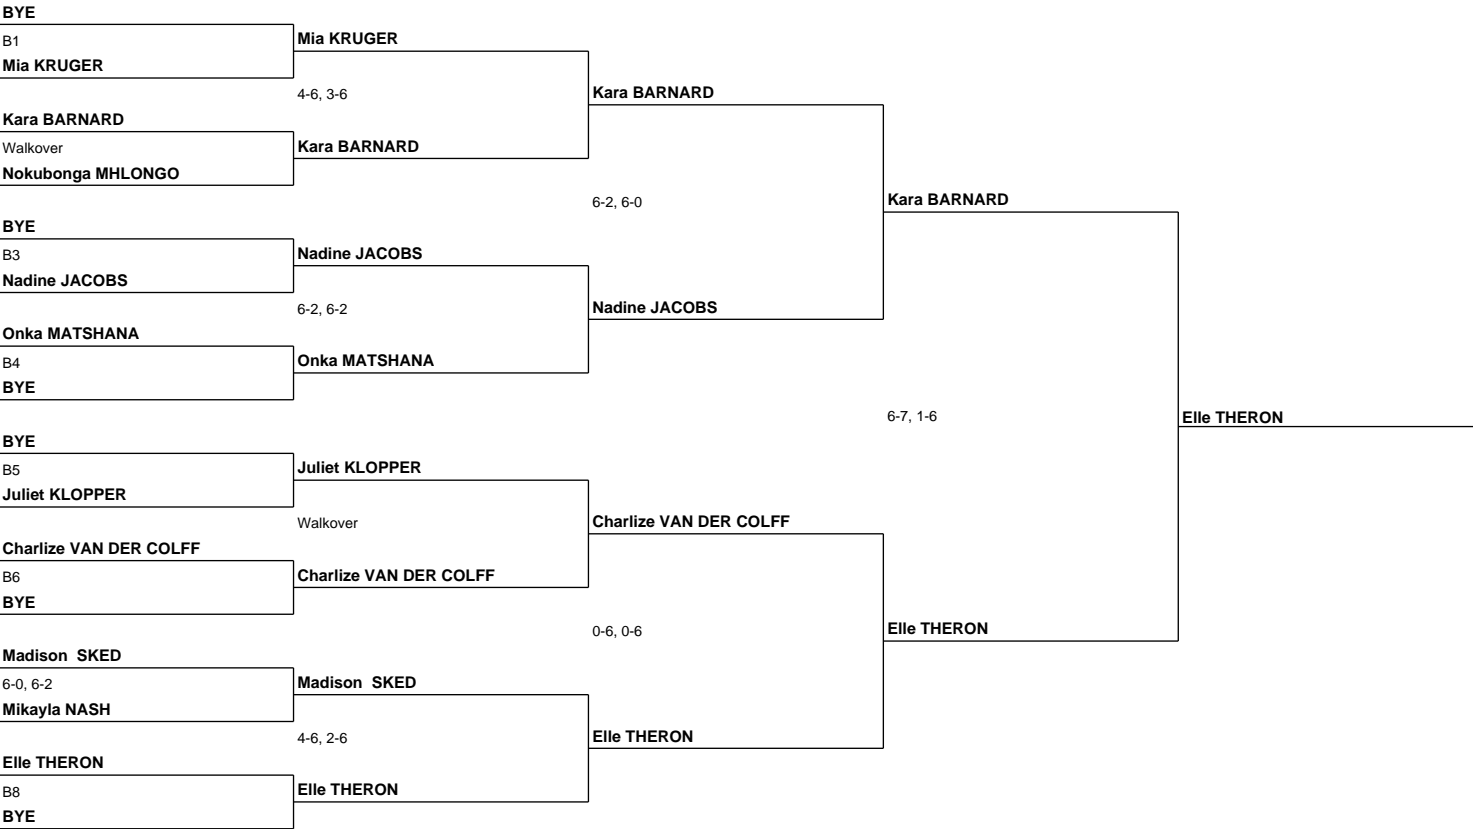 BYE
B1
Mia KRUGER
Kara BARNARD
Walkover
Nokubonga MHLONGO
BYE
B3
Nadine JACOBS
Onka MATSHANA
B4
BYE
BYE
B5
Juliet KLOPPER
Charlize VAN DER COLFF
B6
BYE
Madison SKED
6-0, 6-2
Mikayla NASH
Elle THERON
B8
BYE
Mia KRUGER
4-6, 3-6
Kara BARNARD
Nadine JACOBS
6-2, 6-2
Onka MATSHANA
Juliet KLOPPER
Walkover
Charlize VAN DER COLFF
Madison SKED
4-6, 2-6
Elle THERON
Kara BARNARD
6-2, 6-0
Nadine JACOBS
Charlize VAN DER COLFF
0-6, 0-6
Elle THERON
Kara BARNARD
6-7, 1-6
Elle THERON
Elle THERON